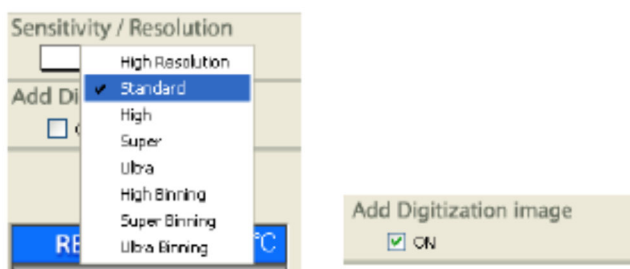 Sensitivity / Resolution
High Resolution
✔ Standard
Add Di
High
Super
Ultra
High Binning
Super Binning
RE
Ultra Binning
°C
Add Digitization image
ON